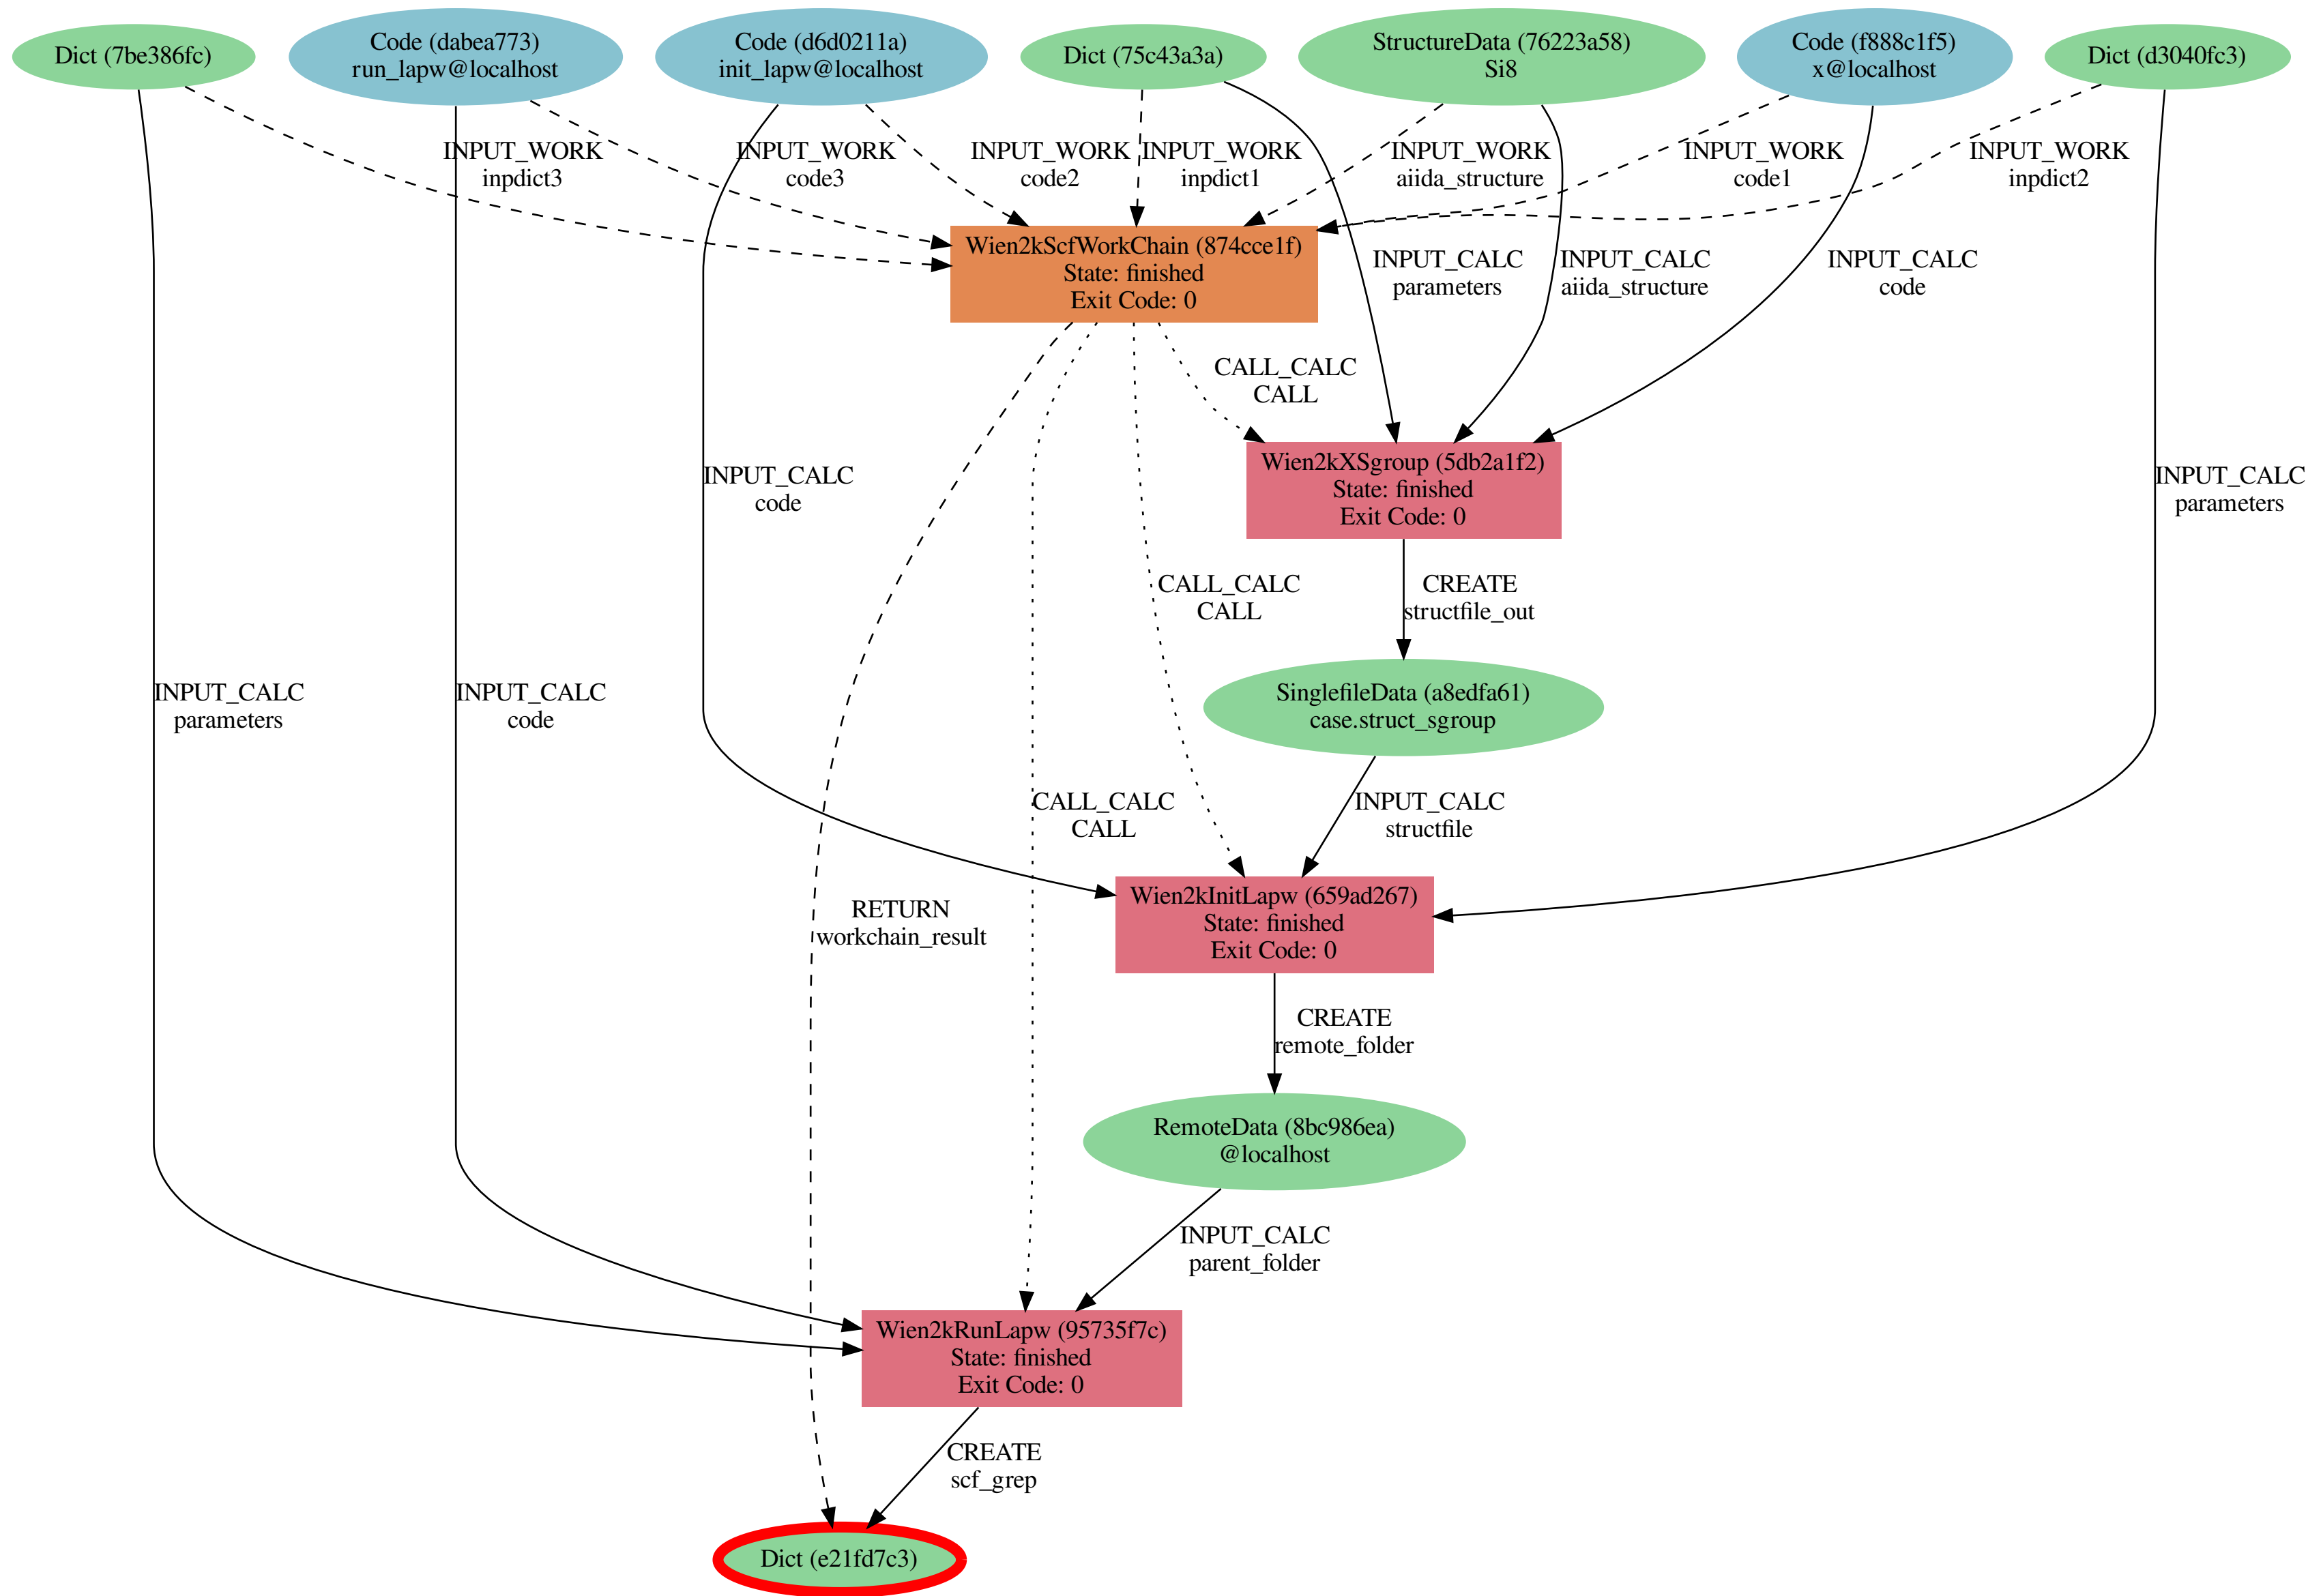 Dict (7be386fc)
Code (dabea773)
run_lapw@localhost
Code (d6d0211a)
init_lapw@localhost
Dict (75c43a3a)
StructureData (76223a58)
Si8
Code (f888c1f5)
x@localhost
Dict (d3040fc3)
INPUT_WORK
inpdict3
INPUT_WORK
code3
INPUT_WORK
code2
INPUT_WORK
inpdict1
INPUT_WORK
aiida_structure
INPUT_WORK
code1
INPUT_WORK
inpdict2
Wien2kScfWorkChain (874cce1f)
State: finished
Exit Code: 0
INPUT_CALC
parameters
INPUT_CALC
aiida_structure
INPUT_CALC
code
CALL_CALC
CALL
INPUT_CALC
code
Wien2kXSgroup (5db2a1f2)
State: finished
Exit Code: 0
INPUT_CALC
parameters
CALL_CALC
CALL
CREATE
structfile_out
INPUT_CALC
parameters
INPUT_CALC
code
SinglefileData (a8edfa61)
case.struct_sgroup
CALL_CALC
CALL
INPUT_CALC
structfile
RETURN
workchain_result
Wien2kInitLapw (659ad267)
State: finished
Exit Code: 0
CREATE
remote_folder
RemoteData (8bc986ea)
@localhost
INPUT_CALC
parent_folder
Wien2kRunLapw (95735f7c)
State: finished
Exit Code: 0
CREATE
scf_grep
Dict (e21fd7c3)